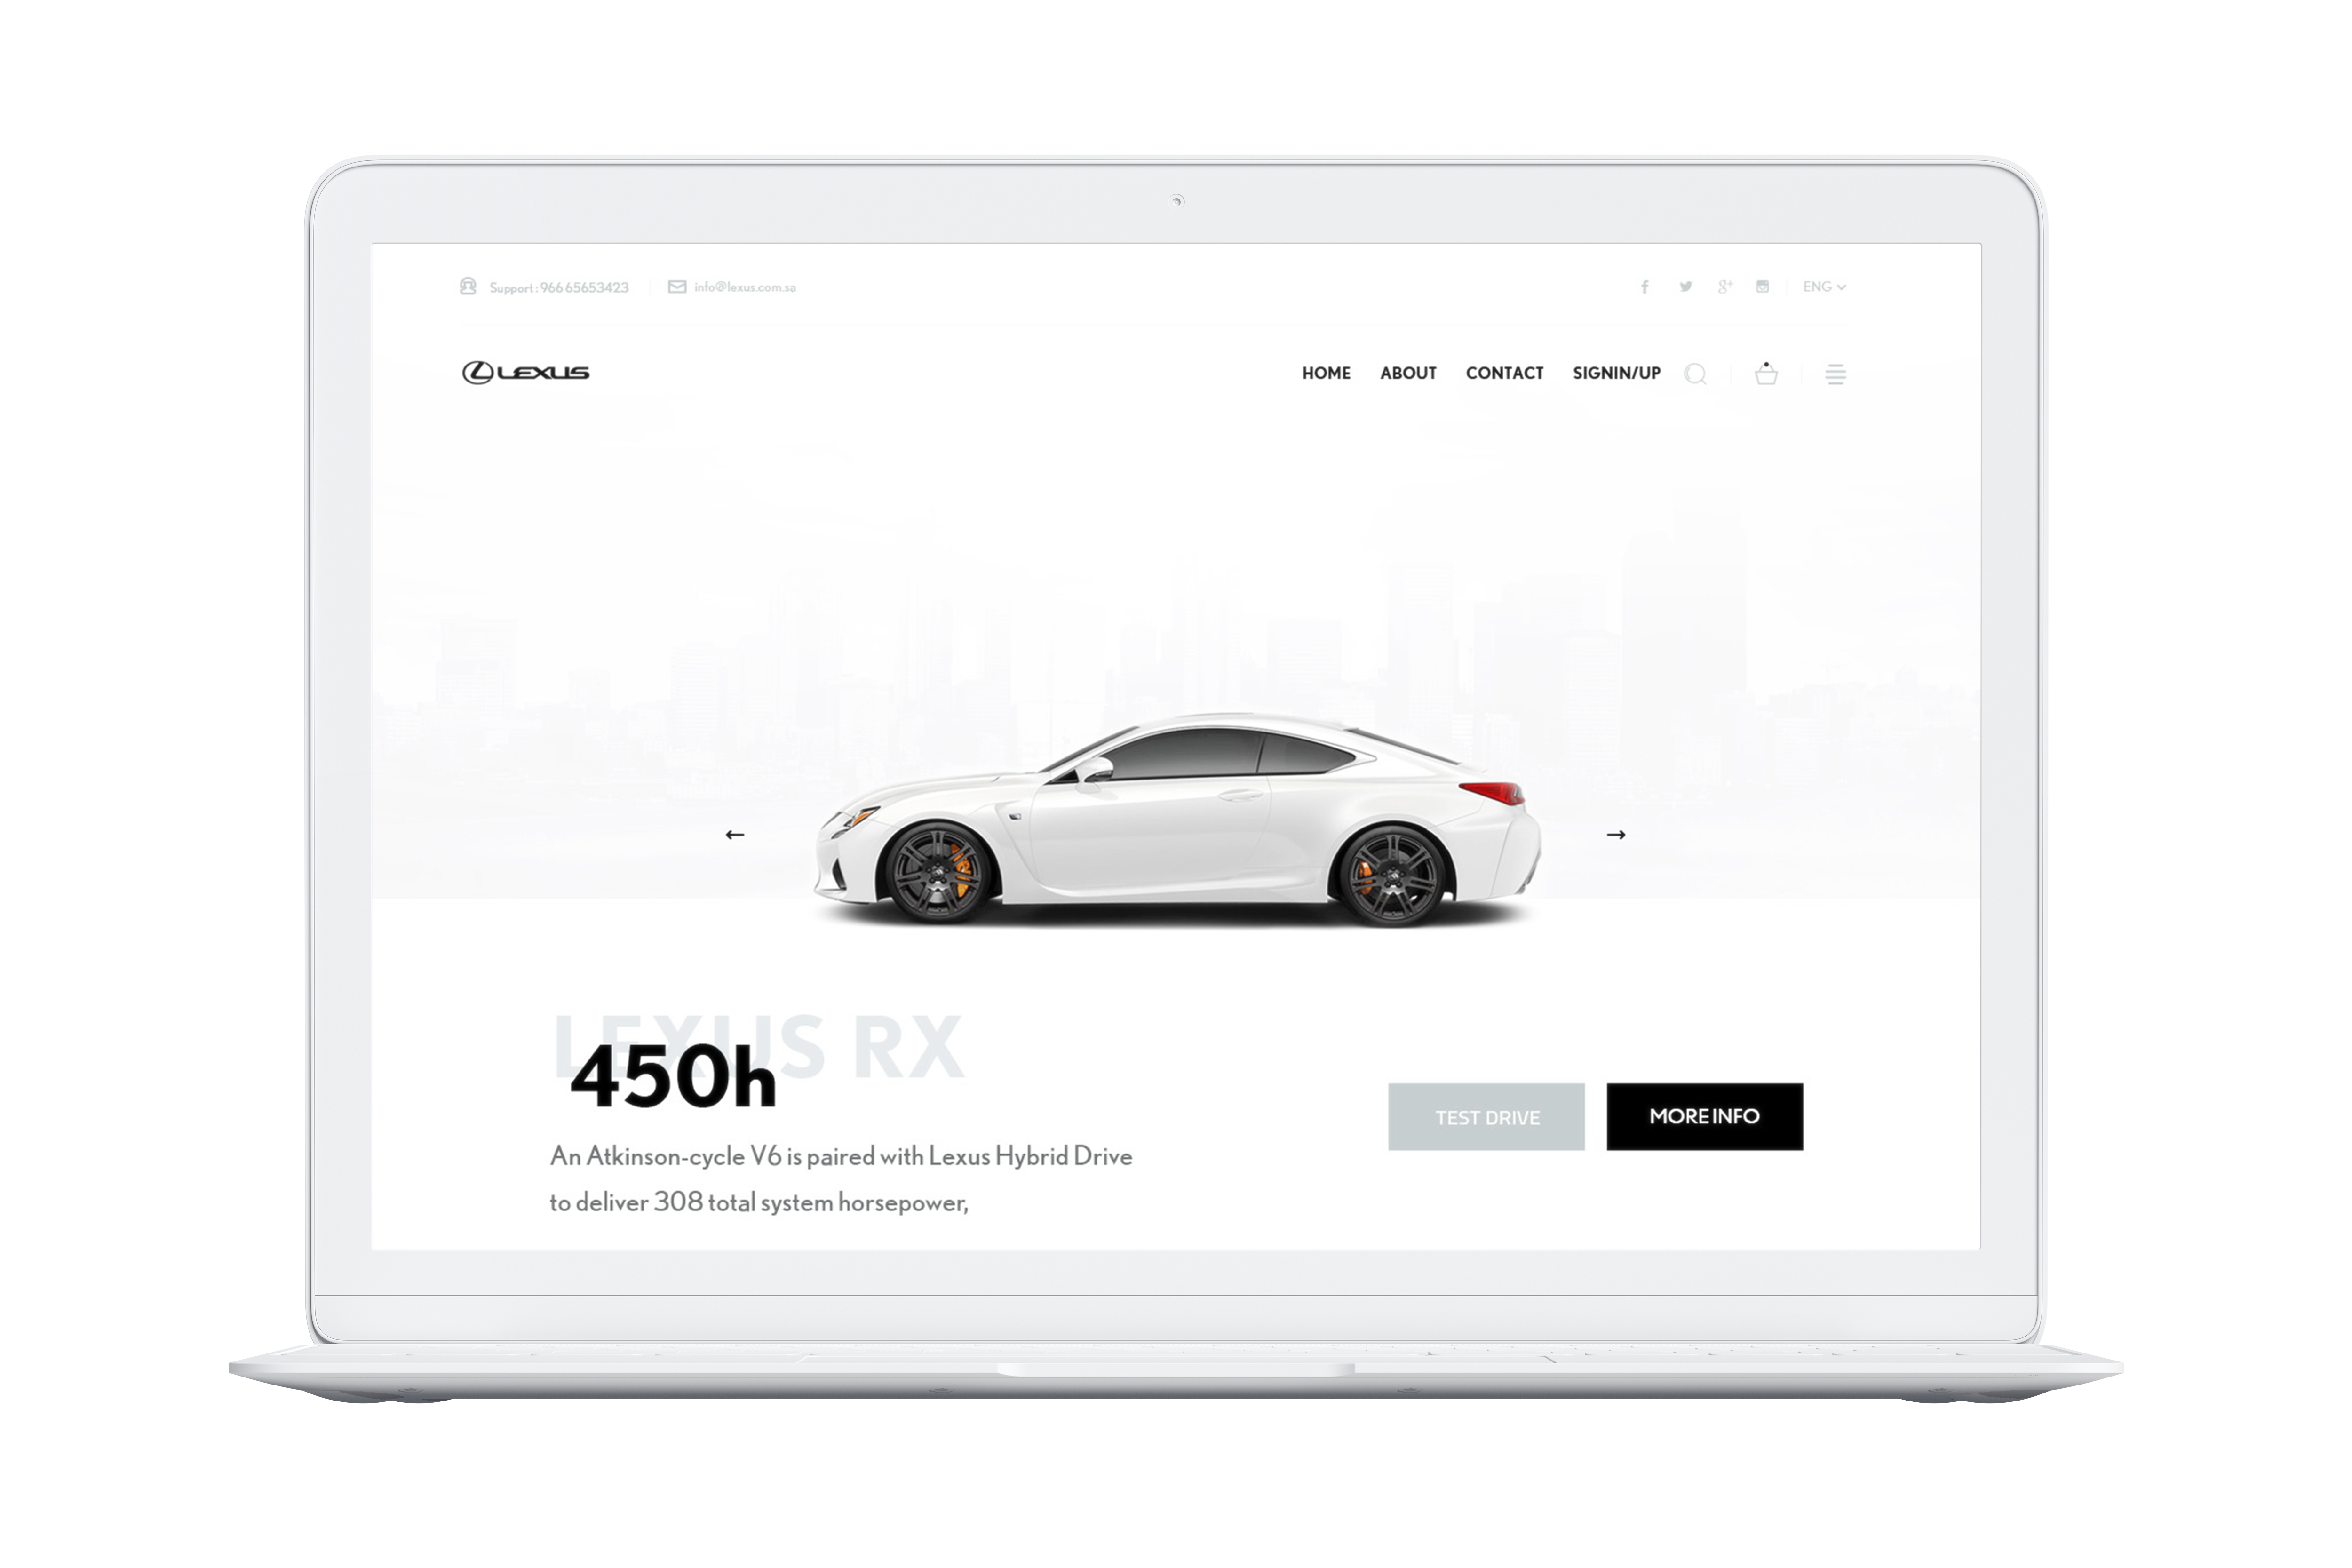 Support : 966 65653423
info@lexus.com.sa
ENG
LEXUS
HOME ABOUT CONTACT SIGNIN/UP
LEXUS RX
450h
An Atkinson-cycle V6 is paired with Lexus Hybrid Drive
to deliver 308 total system horsepower,
TEST DRIVE
MORE INFO